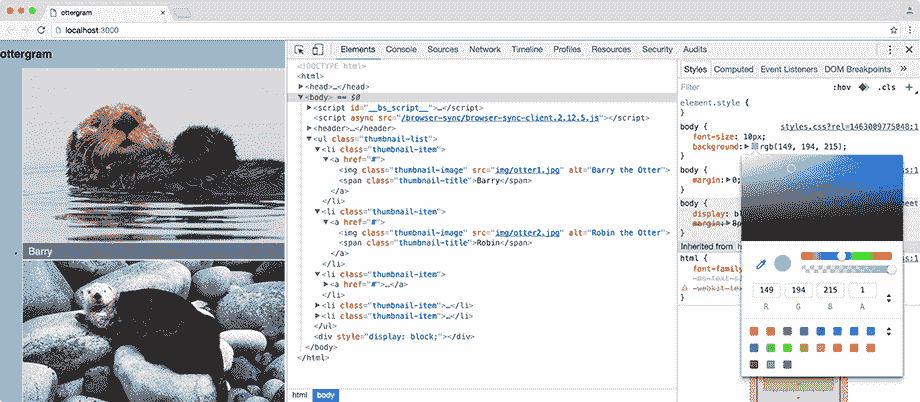 ottergram
localhost:3000
ottergram
Barry
Elements Console Sources Network Timeline Profiles Resources Security Audits
<!DOCTYPE html>
<html>
<head>…</head>
<body> == $0
<script id="__bs_script__">…</script>
<script async src="/browser-sync/browser-sync-client.2.12.5.js"></script>
<header>…</header>
<ul class="thumbnail-list">
<li class="thumbnail-item">
<a href="#">
<img class="thumbnail-image" src="img/otter1.jpg" alt="Barry the Otter">
<span class="thumbnail-title">Barry</span>
</a>
</li>
<li class="thumbnail-item">
<a href="#">
<img class="thumbnail-image" src="img/otter2.jpg" alt="Robin the Otter">
<span class="thumbnail-title">Robin</span>
</a>
</li>
<li class="thumbnail-item">
<a href="#">…</a>
</li>
<li class="thumbnail-item">…</li>
<li class="thumbnail-item">…</li>
</ul>
<div style="display: block;"></div>
</body>
</html>
html body
Styles Computed Event Listeners DOM Breakpoints »
Filter :hov .cls +
element.style {
}
body { styles.css?rel=1463009775048:1
font-size: 10px;
background: rgb(149, 194, 215);
}
body {
margin: 0;
}
body {
display: bl
margin: 8p
}
Inherited from h
html {
font-family
-ms-text-si
-webkit-tex
}
149 194 215 1
R G B A